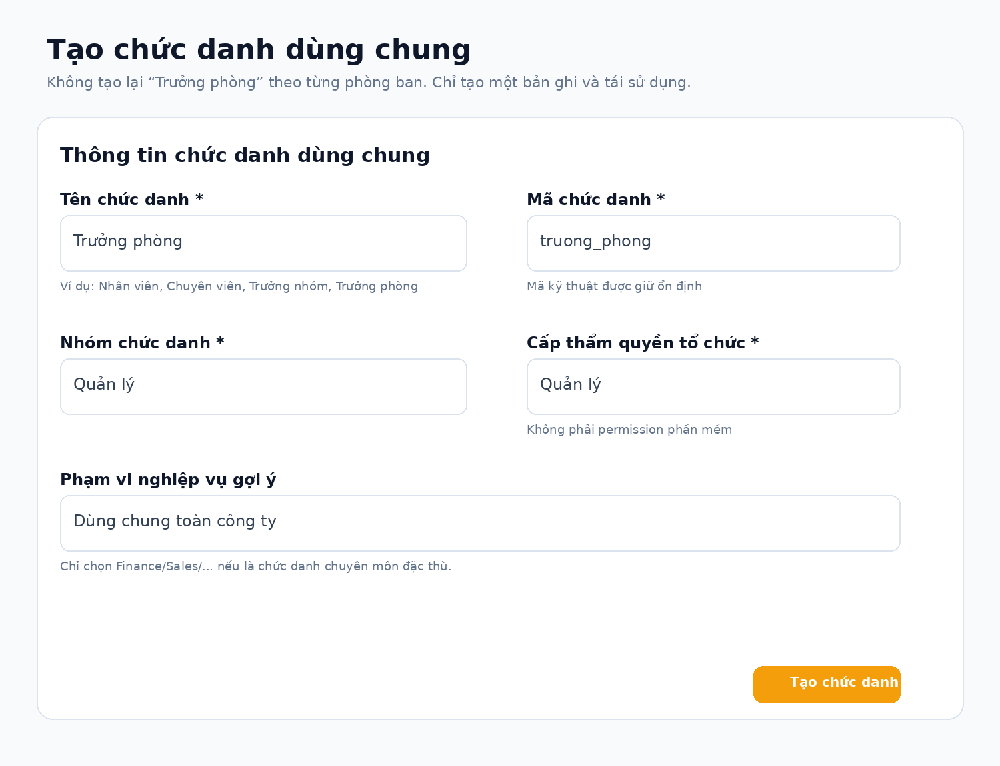 Tạo chức danh dùng chung
Không tạo lại “Trưởng phòng” theo từng phòng ban. Chỉ tạo một bản ghi và tái sử dụng.
Thông tin chức danh dùng chung
Tên chức danh *
Trưởng phòng
Ví dụ: Nhân viên, Chuyên viên, Trưởng nhóm, Trưởng phòng
Mã chức danh *
truong_phong
Mã kỹ thuật được giữ ổn định
Nhóm chức danh *
Quản lý
Cấp thẩm quyền tổ chức *
Quản lý
Không phải permission phần mềm
Phạm vi nghiệp vụ gợi ý
Dùng chung toàn công ty
Chỉ chọn Finance/Sales/... nếu là chức danh chuyên môn đặc thù.
Tạo chức danh